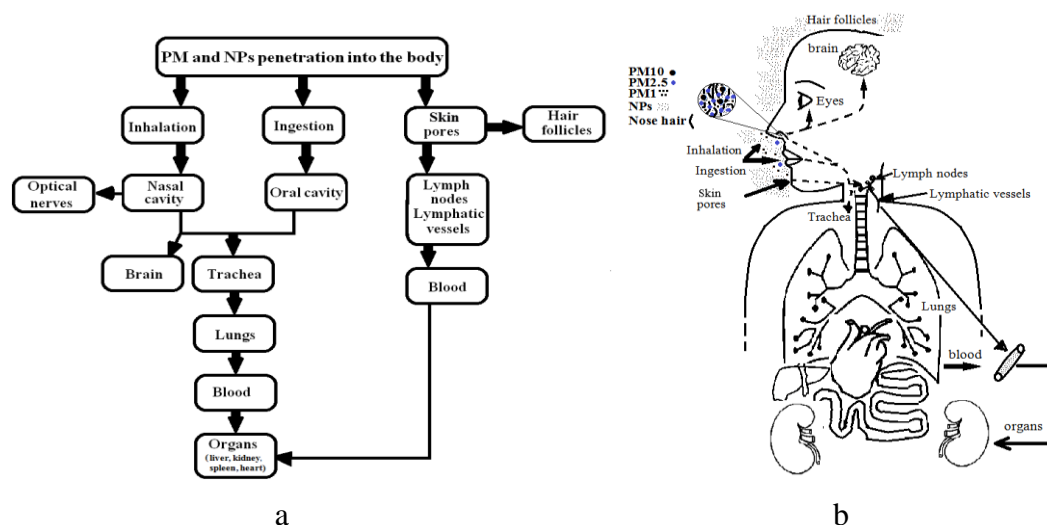 PM and NPs penetration into the body
Inhalation
Ingestion
Skin
pores
Hair
follicles
Optical
nerves
Nasal
cavity
Oral cavity
Lymph
nodes
Lymphatic
vessels
Brain
Trachea
Blood
Lungs
Blood
Organs
(liver, kidney,
spleen, heart)
a
Hair follicles
brain
PM10
PM2.5
PM1
NPs
Nose hair
Eyes
Inhalation
Ingestion
Skin
pores
Lymph nodes
Lymphatic vessels
Trachea
Lungs
blood
organs
b